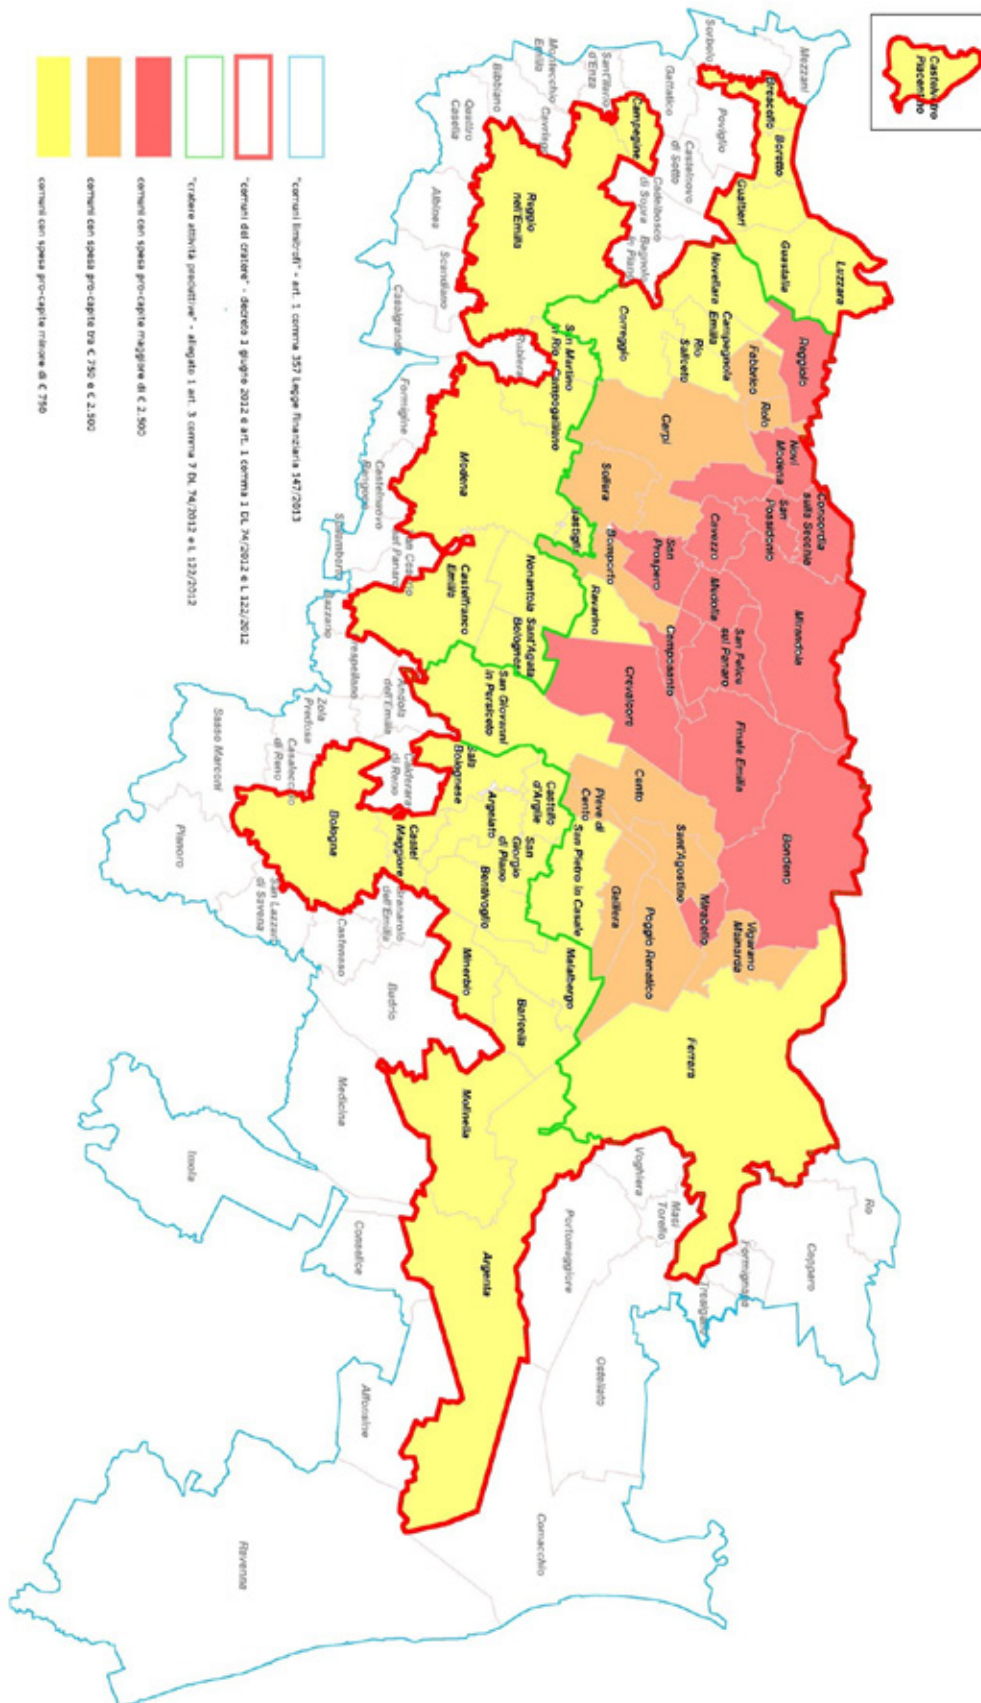 Castelvetro
Piacentino
"comuni limitrofi" - art. 1 comma 357 Legge Finanziaria 147/2013
"comuni del cratere" - decreto 1 giugno 2012 e art. 1 comma 1 DL 74/2012 e L 122/2012
"cratere attività produttive" - allegato 1 art. 3 comma 7 DL 74/2012 e L 122/2012
comuni con spesa pro-capite maggiore di € 2.500
comuni con spesa pro-capite tra € 750 e € 2.500
comuni con spesa pro-capite minore di € 750
Mezzani
Sorbolo
Brescello
Boretto
Gualtieri
Guastalla
Luzzara
Poviglio
Gattatico
Castelnovo
di Sotto
Campegine
Sant'Ilario
d'Enza
Montecchio
Emilia
Bibbiano
Cavriago
Quattro
Castella
Cadelbosco
di Sopra
Bagnolo
in Piano
Reggio
nell'Emilia
Albinea
Scandiano
Casalgrande
Rubiera
Novellara
Campagnola
Emilia
Rio
Saliceto
Correggio
San Martino
in Rio
Reggiolo
Fabbrico
Rolo
Campogalliano
Carpi
Soliera
Novi
Modena
Concordia
sulla Secchia
San
Possidonio
Mirandola
Cavezzo
Medolla
San
Prospero
San Felice
sul Panaro
Camposanto
Finale Emilia
Bomporto
Bastiglia
Ravarino
Nonantola
Modena
Formigine
Castelnuovo
Rangone
San Cesario
sul Panaro
Spilamberto
Castelfranco
Emilia
Bazzano
Crespellano
Anzola
dell'Emilia
Sant'Agata
Bolognese
San Giovanni
in Persiceto
Crevalcore
Zola
Predosa
Casalecchio
di Reno
Sasso Marconi
Pianoro
Calderara
di Reno
Sala
Bolognese
Castello
d'Argile
Argelato
San
Giorgio
di Piano
Bentivoglio
Castel
Maggiore
Bologna
Granarolo
dell'Emilia
San Lazzaro
di Savena
Castenaso
Budrio
Minerbio
Baricella
Malalbergo
San Pietro in Casale
Galliera
Pieve di
Cento
Cento
Sant'Agostino
Mirabello
Poggio Renatico
Vigarano
Mainarda
Bondeno
Ferrara
Molinella
Medicina
Imola
Conselice
Argenta
Voghiera
Masi
Torello
Portomaggiore
Ro
Copparo
Formignana
Tresigallo
Ostellato
Alfonsine
Comacchio
Ravenna